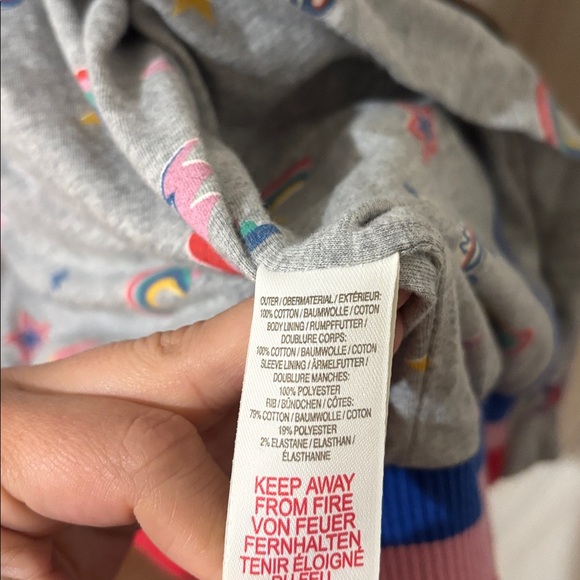 OUTER / OBERMATERIAL / EXTÉRIEUR:
100% COTTON / BAUMWOLLE / COTON
BODY LINING / RUMPFFUTTER /
DOUBLURE CORPS:
100% COTTON / BAUMWOLLE / COTON
SLEEVE LINING / ÄRMELFUTTER /
DOUBLURE MANCHES:
100% POLYESTER
RIB / BÜNDCHEN / CÔTES:
79% COTTON / BAUMWOLLE / COTON
19% POLYESTER
2% ELASTANE / ELASTHAN /
ÉLASTHANNE
KEEP AWAY
FROM FIRE
VON FEUER
FERNHALTEN
TENIR ÉLOIGNÉ
DU FEU